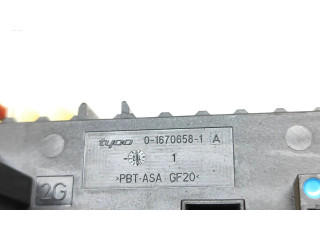 tyco 0-1670658-1 A
1
>PBT-ASA GF20<
2G